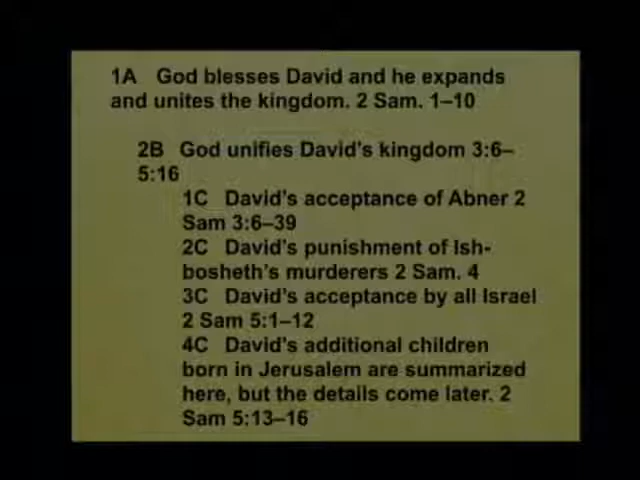 1A God blesses David and he expands
and unites the kingdom. 2 Sam. 1–10
2B God unifies David's kingdom 3:6–
5:16
1C David's acceptance of Abner 2
Sam 3:6–39
2C David's punishment of Ish-
bosheth's murderers 2 Sam. 4
3C David's acceptance by all Israel
2 Sam 5:1–12
4C David's additional children
born in Jerusalem are summarized
here, but the details come later. 2
Sam 5:13–16